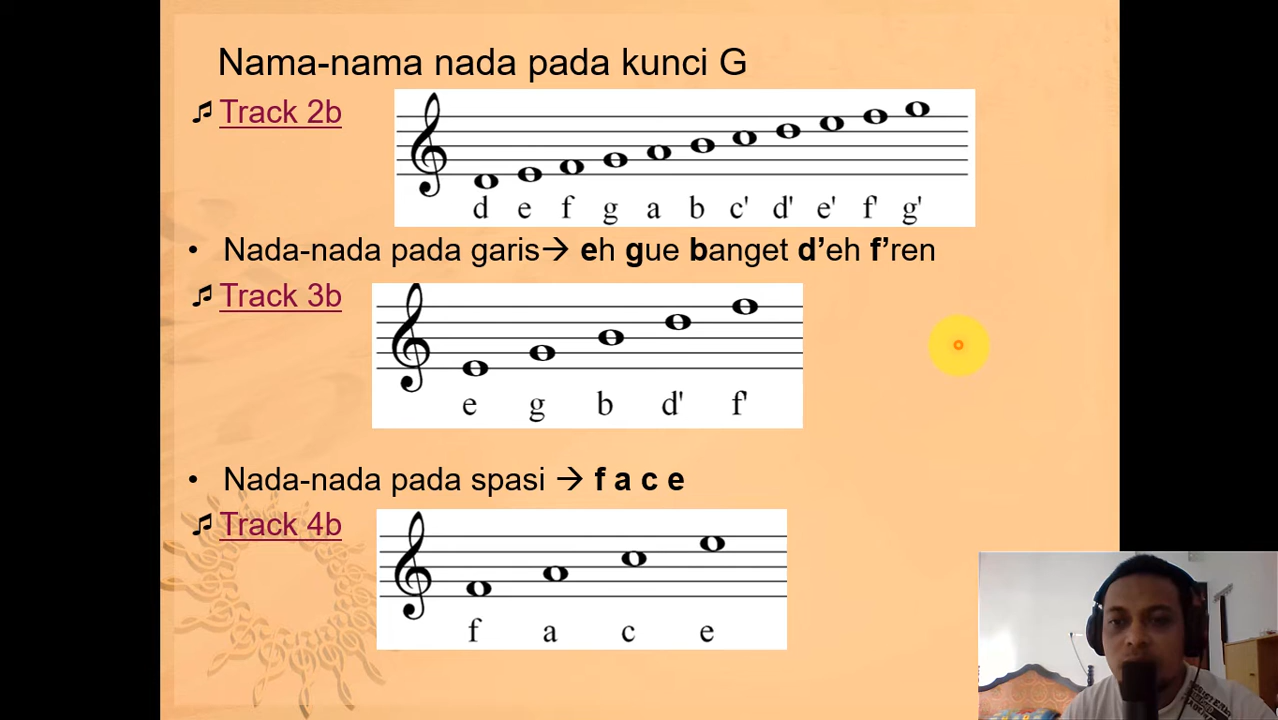 Nama-nama nada pada kunci G
Track 2b
d e f g a b c' d' e' f' g'
• Nada-nada pada garis→ eh gue banget d’eh f’ren
Track 3b
e g b d' f'
• Nada-nada pada spasi → f a c e
Track 4b
f a c e